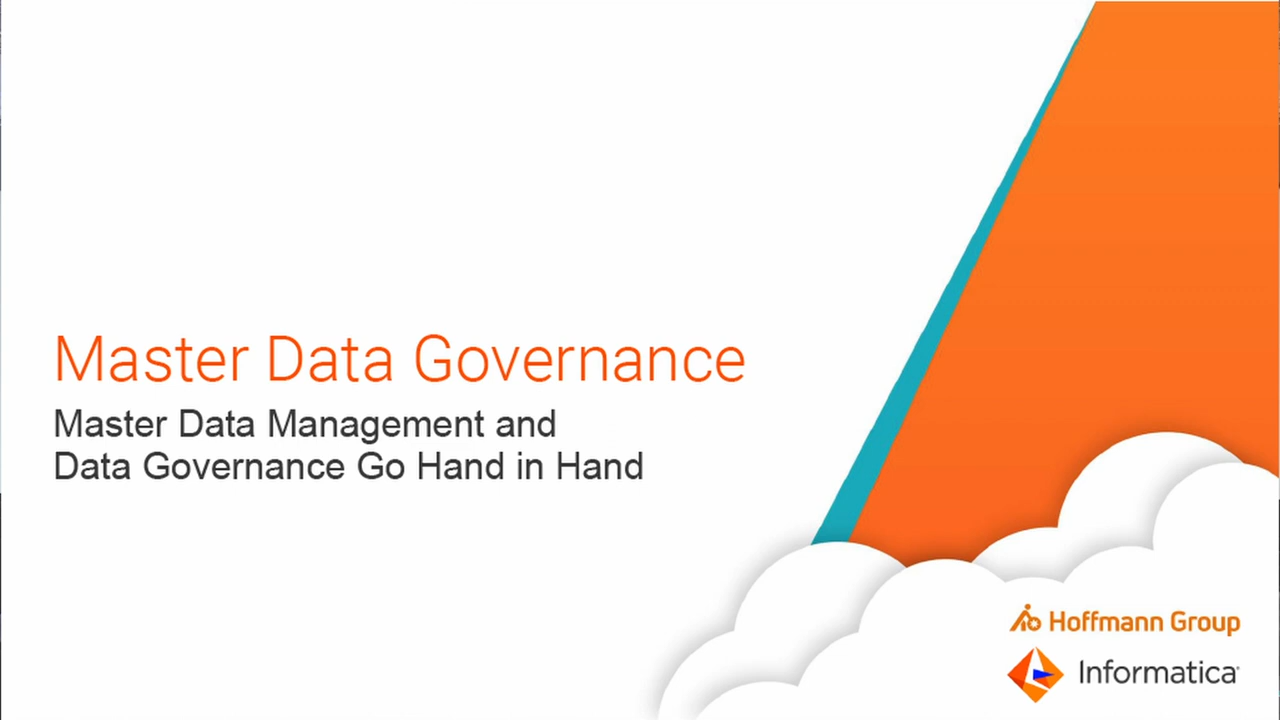 Master Data Governance
Master Data Management and
Data Governance Go Hand in Hand
Hoffmann Group
Informatica